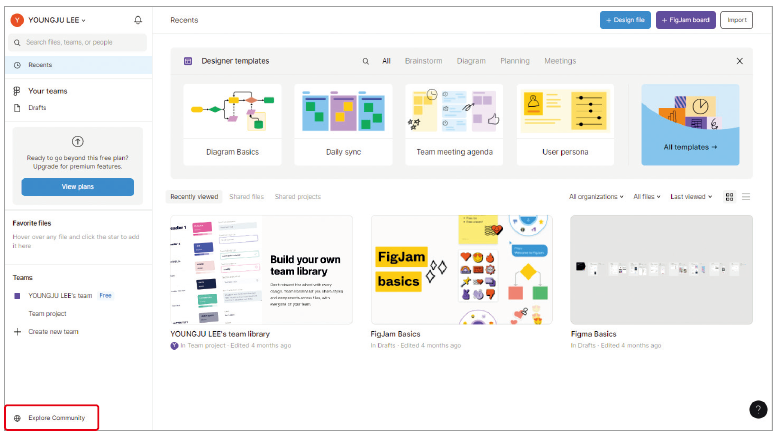 Y YOUNGJU LEE
Search files, teams, or people
Recents
Your teams
Drafts
Ready to go beyond this free plan?
Upgrade for premium features.
View plans
Favorite files
Hover over any file and click the star to add
it here
Teams
YOUNGJU LEE's team Free
Team project
+ Create new team
Explore Community
Recents
+ Design file
+ FigJam board
Import
Designer templates
All Brainstorm Diagram Planning Meetings
Diagram Basics
Daily sync
Team meeting agenda
User persona
All templates →
Recently viewed Shared files Shared projects
All organizations All files Last viewed
Build your own
team library
YOUNGJU LEE's team library
Y In Team project · Edited 4 months ago
FigJam
basics
FigJam Basics
In Drafts · Edited 4 months ago
Figma Basics
In Drafts · Edited 4 months ago
?